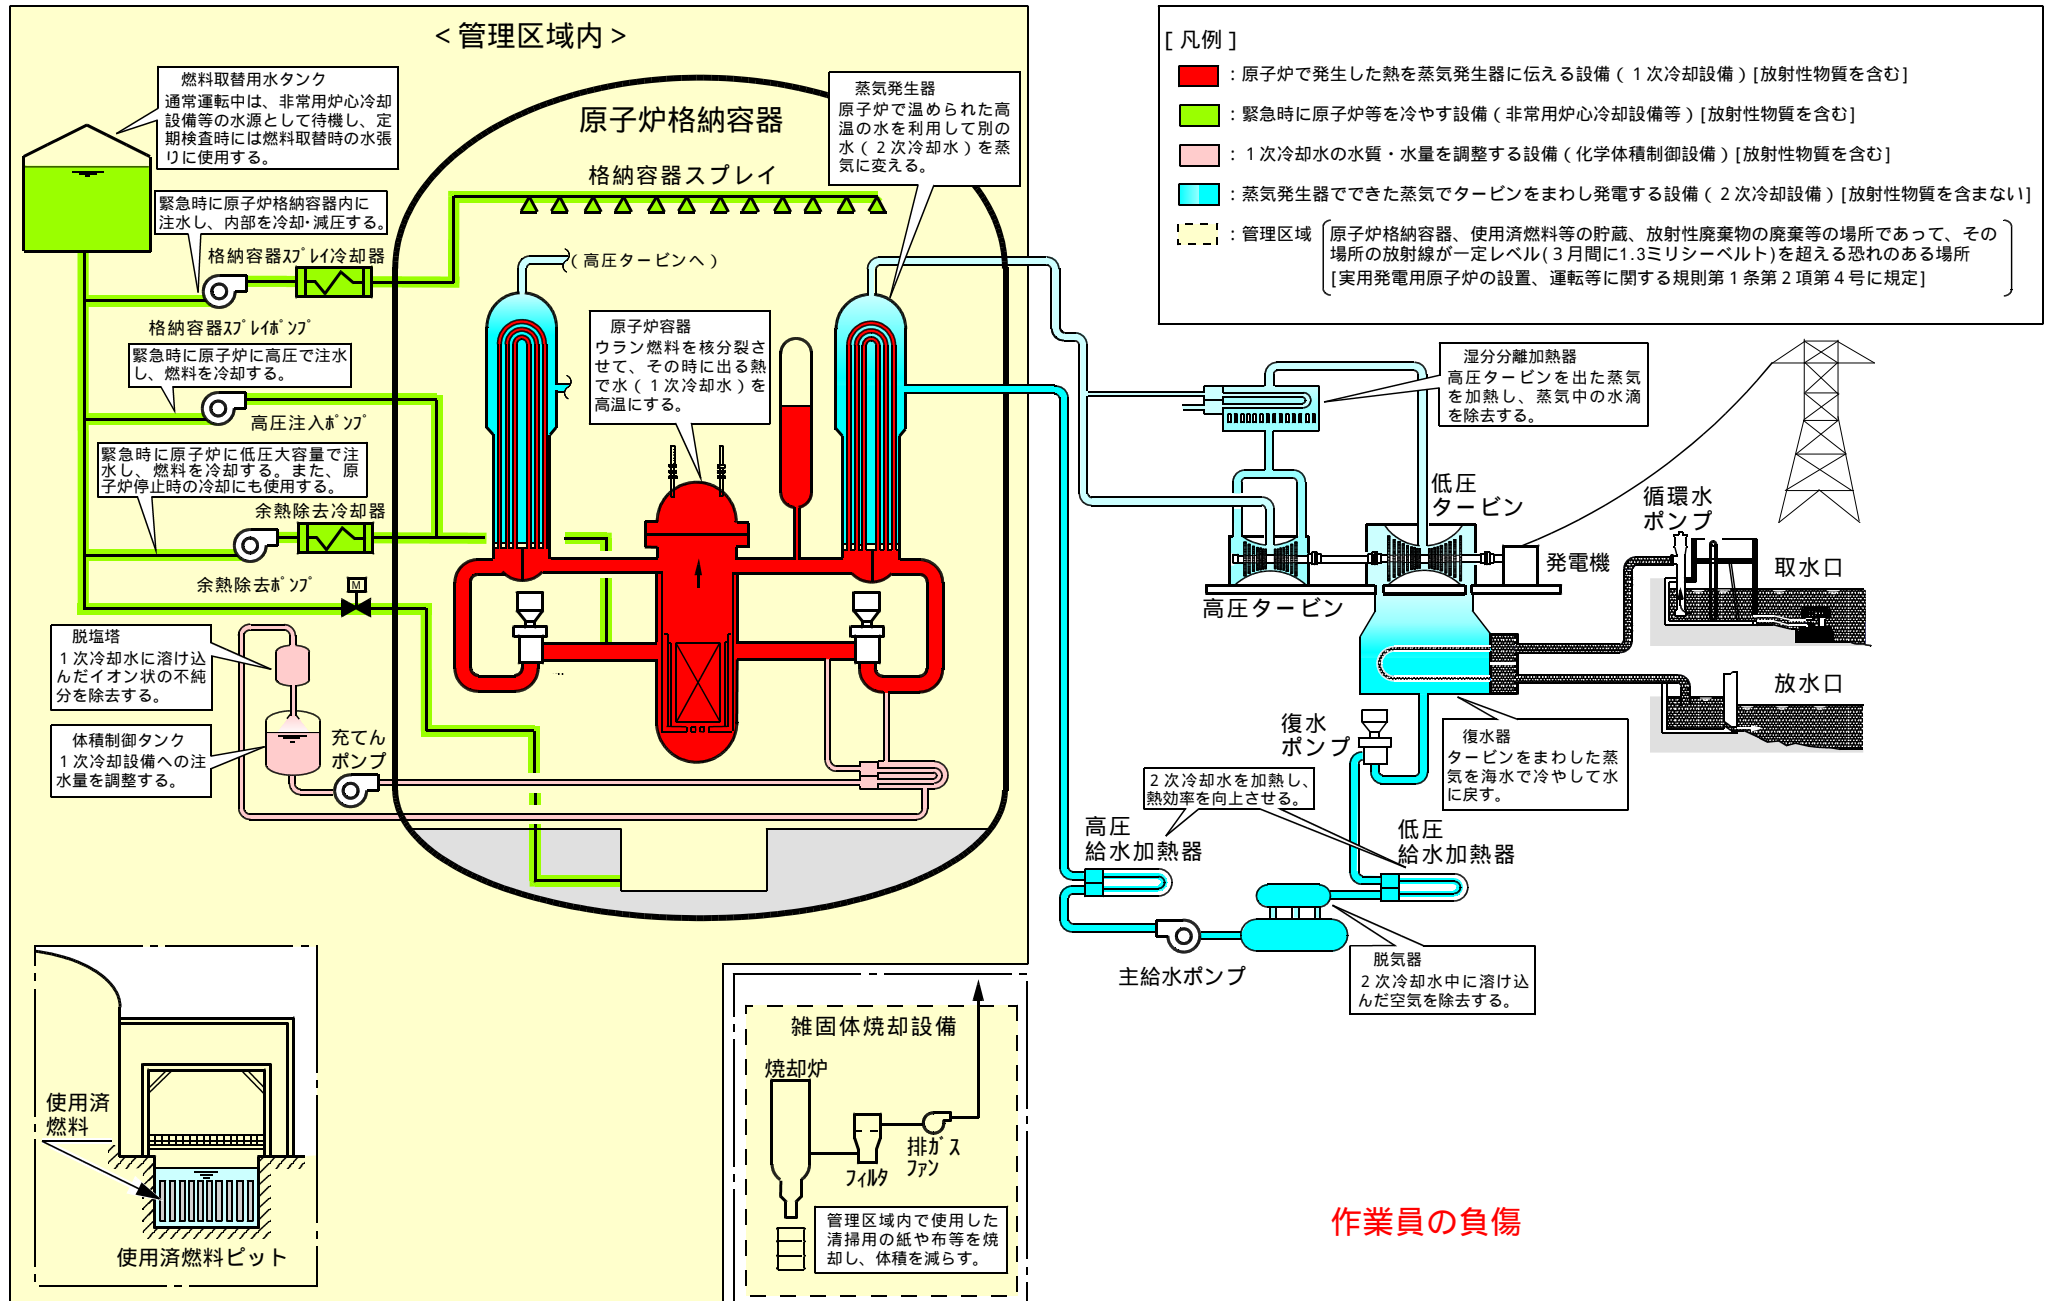 <管理区域内>
燃料取替用水タンク
通常運転中は、非常用炉心冷却
設備等の水源として待機し、定
期検査時には燃料取替時の水張
りに使用する。
緊急時に原子炉格納容器内に
注水し、内部を冷却･減圧する。
格納容器ｽﾌﾟﾚｲ冷却器
格納容器ｽﾌﾟﾚｲﾎﾟﾝﾌﾟ
緊急時に原子炉に高圧で注水
し、燃料を冷却する。
高圧注入ﾎﾟﾝﾌﾟ
緊急時に原子炉に低圧大容量で注
水し、燃料を冷却する。また、原
子炉停止時の冷却にも使用する。
余熱除去冷却器
余熱除去ﾎﾟﾝﾌﾟ
M
脱塩塔
１次冷却水に溶け込
んだイオン状の不純
分を除去する。
体積制御タンク
１次冷却設備への注
水量を調整する。
充てん
ポンプ
原子炉格納容器
格納容器スプレイ
蒸気発生器
原子炉で温められた高
温の水を利用して別の
水（２次冷却水）を蒸
気に変える。
（高圧タービンへ）
原子炉容器
ウラン燃料を核分裂さ
せて、その時に出る熱
で水（１次冷却水）を
高温にする。
[凡例]
：原子炉で発生した熱を蒸気発生器に伝える設備（１次冷却設備）[放射性物質を含む]
：緊急時に原子炉等を冷やす設備（非常用炉心冷却設備等）[放射性物質を含む]
：１次冷却水の水質・水量を調整する設備（化学体積制御設備）[放射性物質を含む]
：蒸気発生器でできた蒸気でタービンをまわし発電する設備（２次冷却設備）[放射性物質を含まない]
：管理区域
原子炉格納容器、使用済燃料等の貯蔵、放射性廃棄物の廃棄等の場所であって、その
場所の放射線が一定レベル(３月間に1.3ミリシーベルト)を超える恐れのある場所
[実用発電用原子炉の設置、運転等に関する規則第１条第２項第４号に規定]
湿分分離加熱器
高圧タービンを出た蒸気
を加熱し、蒸気中の水滴
を除去する。
低圧
タービン
高圧タービン
発電機
循環水
ポンプ
取水口
放水口
復水
ポンプ
復水器
タービンをまわした蒸
気を海水で冷やして水
に戻す。
２次冷却水を加熱し、
熱効率を向上させる。
高圧
給水加熱器
低圧
給水加熱器
主給水ポンプ
脱気器
２次冷却水中に溶け込
んだ空気を除去する。
使用済
燃料
使用済燃料ピット
雑固体焼却設備
焼却炉
フィルタ
排ｶﾞｽ
ファン
管理区域内で使用した
清掃用の紙や布等を焼
却し、体積を減らす。
作業員の負傷